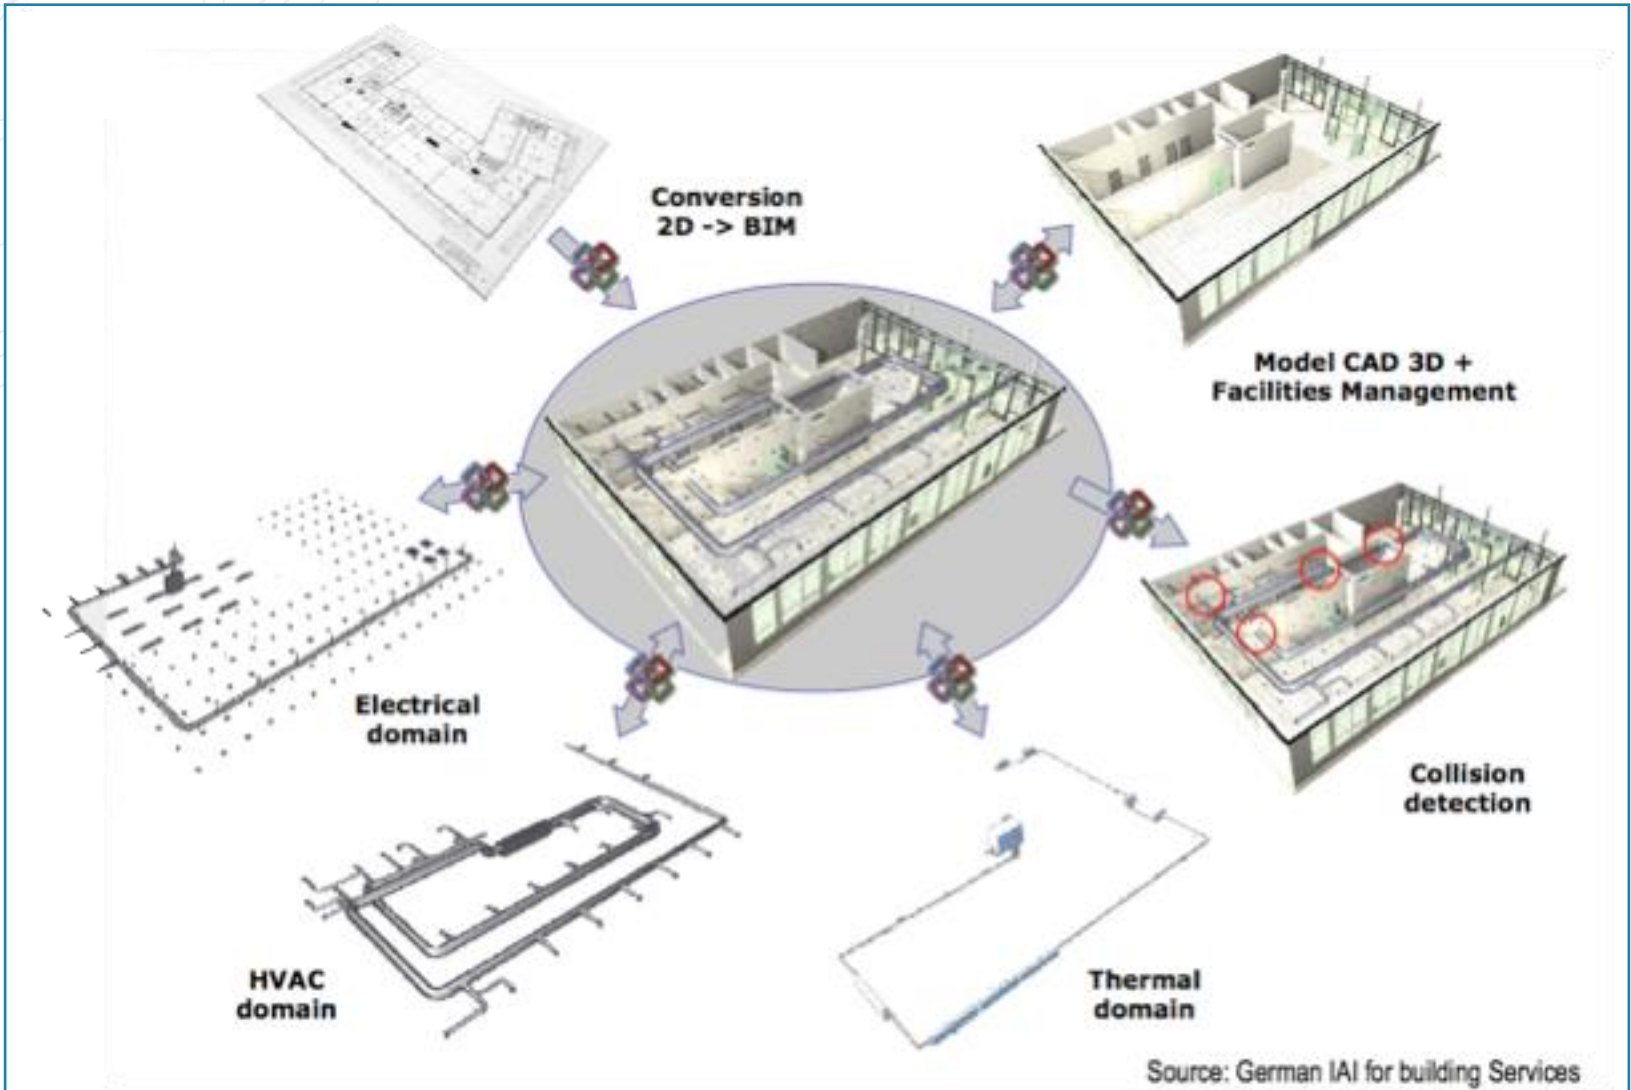 Conversion
2D -> BIM
Model CAD 3D +
Facilities Management
Electrical
domain
Collision
detection
HVAC
domain
Thermal
domain
Source: German IAI for building Services